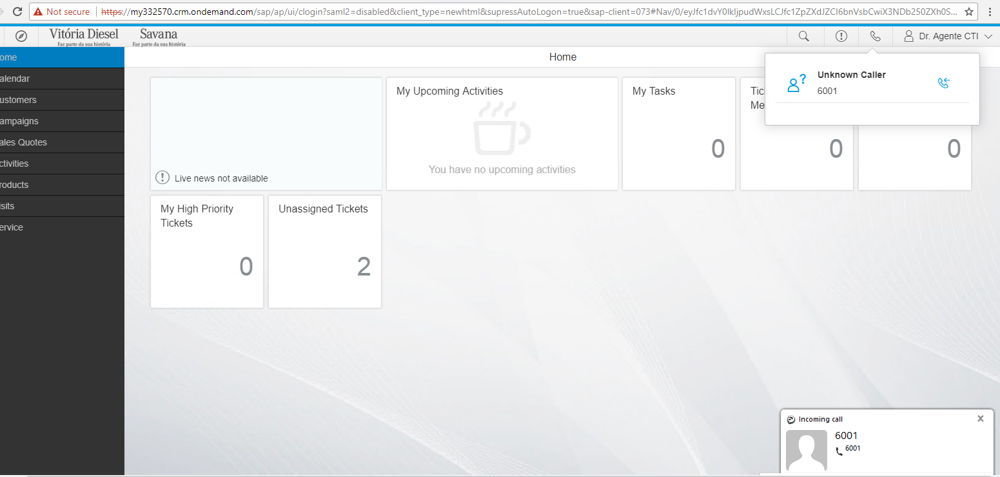 Not secure https://my332570.crm.ondemand.com/sap/ap/ui/clogin?saml2=disabled&client_type=newhtml&supressAutoLogon=true&sap-client=073#Nav/0/eyJfc1dvY0lkIjpudWxsLCJfc1ZpZXdJZCI6bnVsbCwiX3NDb250ZXh0S...
Vitória Diesel
Faz parte da sua história
Savana
Faz parte da sua história
Dr. Agente CTI
ome
alendar
ustomers
ampaigns
ales Quotes
ctivities
roducts
isits
ervice
Home
Unknown Caller
6001
Live news not available
My Upcoming Activities
You have no upcoming activities
My Tasks
0
Tic
Me
0
0
My High Priority
Tickets
0
Unassigned Tickets
2
Incoming call
6001
6001